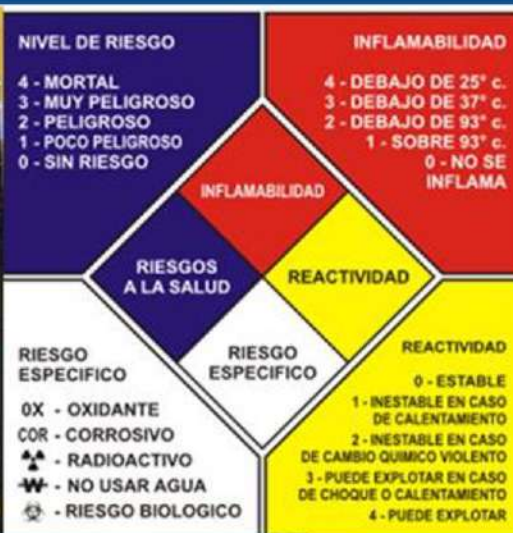 NIVEL DE RIESGO
4 - MORTAL
3 - MUY PELIGROSO
2 - PELIGROSO
1 - POCO PELIGROSO
0 - SIN RIESGO
INFLAMABILIDAD
4 - DEBAJO DE 25° c.
3 - DEBAJO DE 37° c.
2 - DEBAJO DE 93° c.
1 - SOBRE 93° c.
0 - NO SE
INFLAMA
INFLAMABILIDAD
RIESGOS
A LA SALUD
REACTIVIDAD
RIESGO
ESPECIFICO
RIESGO
ESPECIFICO
OX - OXIDANTE
COR - CORROSIVO
- RADIOACTIVO
W - NO USAR AGUA
- RIESGO BIOLOGICO
REACTIVIDAD
0 - ESTABLE
1 - INESTABLE EN CASO
DE CALENTAMIENTO
2 - INESTABLE EN CASO
DE CAMBIO QUIMICO VIOLENTO
3 - PUEDE EXPLOTAR EN CASO
DE CHOQUE O CALENTAMIENTO
4 - PUEDE EXPLOTAR